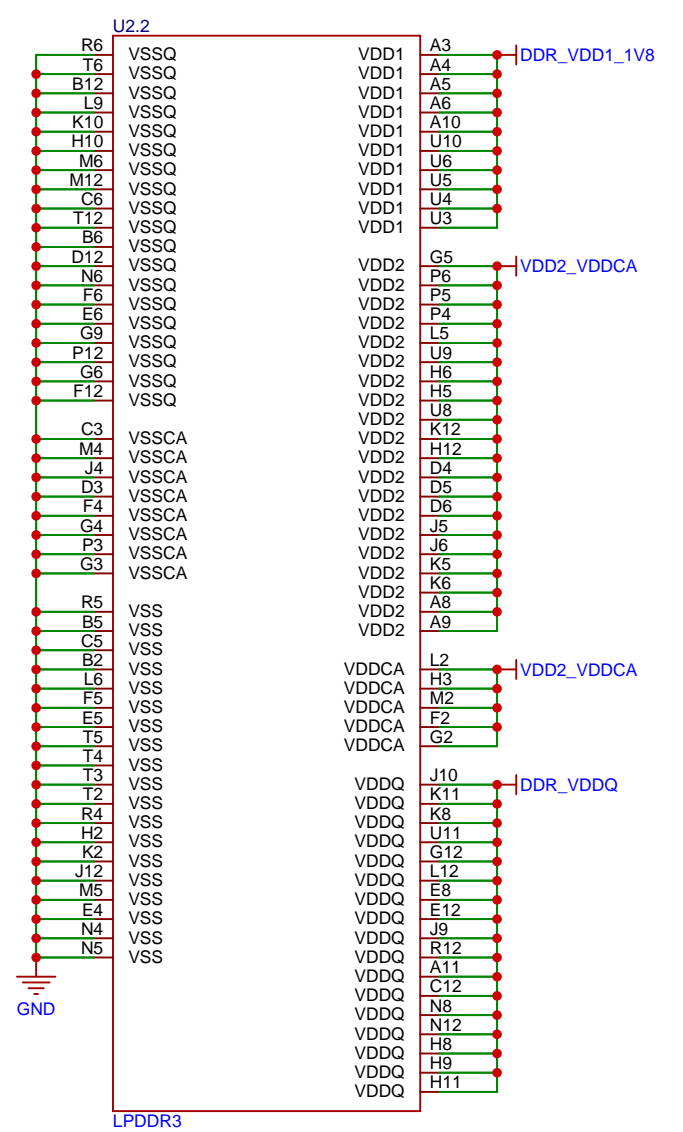 U2.2
R6 VSSQ VDD1 A3 DDR_VDD1_1V8
T6 VSSQ VDD1 A4
B12 VSSQ VDD1 A5
L9 VSSQ VDD1 A6
K10 VSSQ VDD1 A10
H10 VSSQ VDD1 U10
M6 VSSQ VDD1 U6
M12 VSSQ VDD1 U5
C6 VSSQ VDD1 U4
T12 VSSQ VDD1 U3
B6 VSSQ
D12 VSSQ VDD2 G5 VDD2_VDDCA
N6 VSSQ VDD2 P6
F6 VSSQ VDD2 P5
E6 VSSQ VDD2 P4
G9 VSSQ VDD2 L5
P12 VSSQ VDD2 U9
G6 VSSQ VDD2 H6
F12 VSSQ VDD2 H5
VDD2 U8
C3 VSSCA VDD2 K12
M4 VSSCA VDD2 H12
J4 VSSCA VDD2 D4
D3 VSSCA VDD2 D5
F4 VSSCA VDD2 D6
G4 VSSCA VDD2 J5
P3 VSSCA VDD2 J6
G3 VSSCA VDD2 K5
VDD2 K6
R5 VSS VDD2 A8
B5 VSS VDD2 A9
C5 VSS
B2 VSS VDDCA L2 VDD2_VDDCA
L6 VSS VDDCA H3
F5 VSS VDDCA M2
E5 VSS VDDCA F2
T5 VSS VDDCA G2
T4 VSS
T3 VSS VDDQ J10 DDR_VDDQ
T2 VSS VDDQ K11
R4 VSS VDDQ K8
H2 VSS VDDQ U11
K2 VSS VDDQ G12
J12 VSS VDDQ L12
M5 VSS VDDQ E8
E4 VSS VDDQ E12
N4 VSS VDDQ J9
N5 VSS VDDQ R12
VDDQ A11
VDDQ C12
GND VDDQ N8
VDDQ N12
VDDQ H8
VDDQ H9
VDDQ H11
LPDDR3